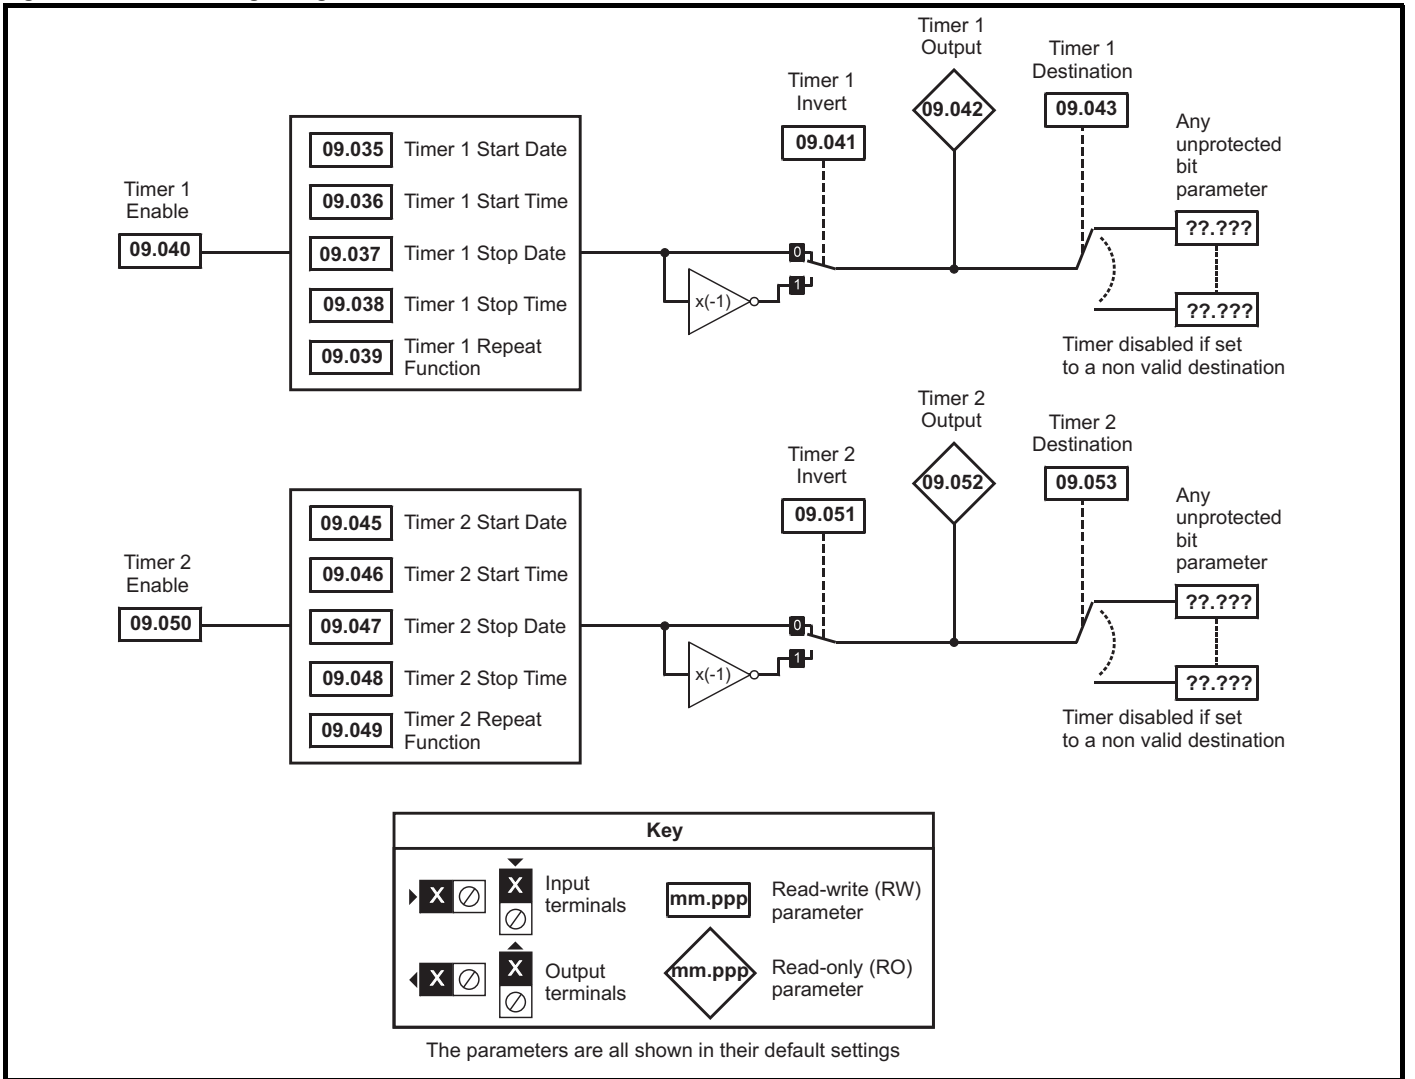 Timer 1
Enable
09.040
09.035 Timer 1 Start Date
09.036 Timer 1 Start Time
09.037 Timer 1 Stop Date
09.038 Timer 1 Stop Time
09.039 Timer 1 Repeat
Function
x(-1)
0
1
Timer 1
Invert
09.041
Timer 1
Output
09.042
Timer 1
Destination
09.043
Any
unprotected
bit
parameter
??.???
??.???
Timer disabled if set
to a non valid destination
Timer 2
Enable
09.050
09.045 Timer 2 Start Date
09.046 Timer 2 Start Time
09.047 Timer 2 Stop Date
09.048 Timer 2 Stop Time
09.049 Timer 2 Repeat
Function
x(-1)
0
1
Timer 2
Invert
09.051
Timer 2
Output
09.052
Timer 2
Destination
09.053
Any
unprotected
bit
parameter
??.???
??.???
Timer disabled if set
to a non valid destination
Key
X
X
Input
terminals
mm.ppp
Read-write (RW)
parameter
X
X
Output
terminals
mm.ppp
Read-only (RO)
parameter
The parameters are all shown in their default settings